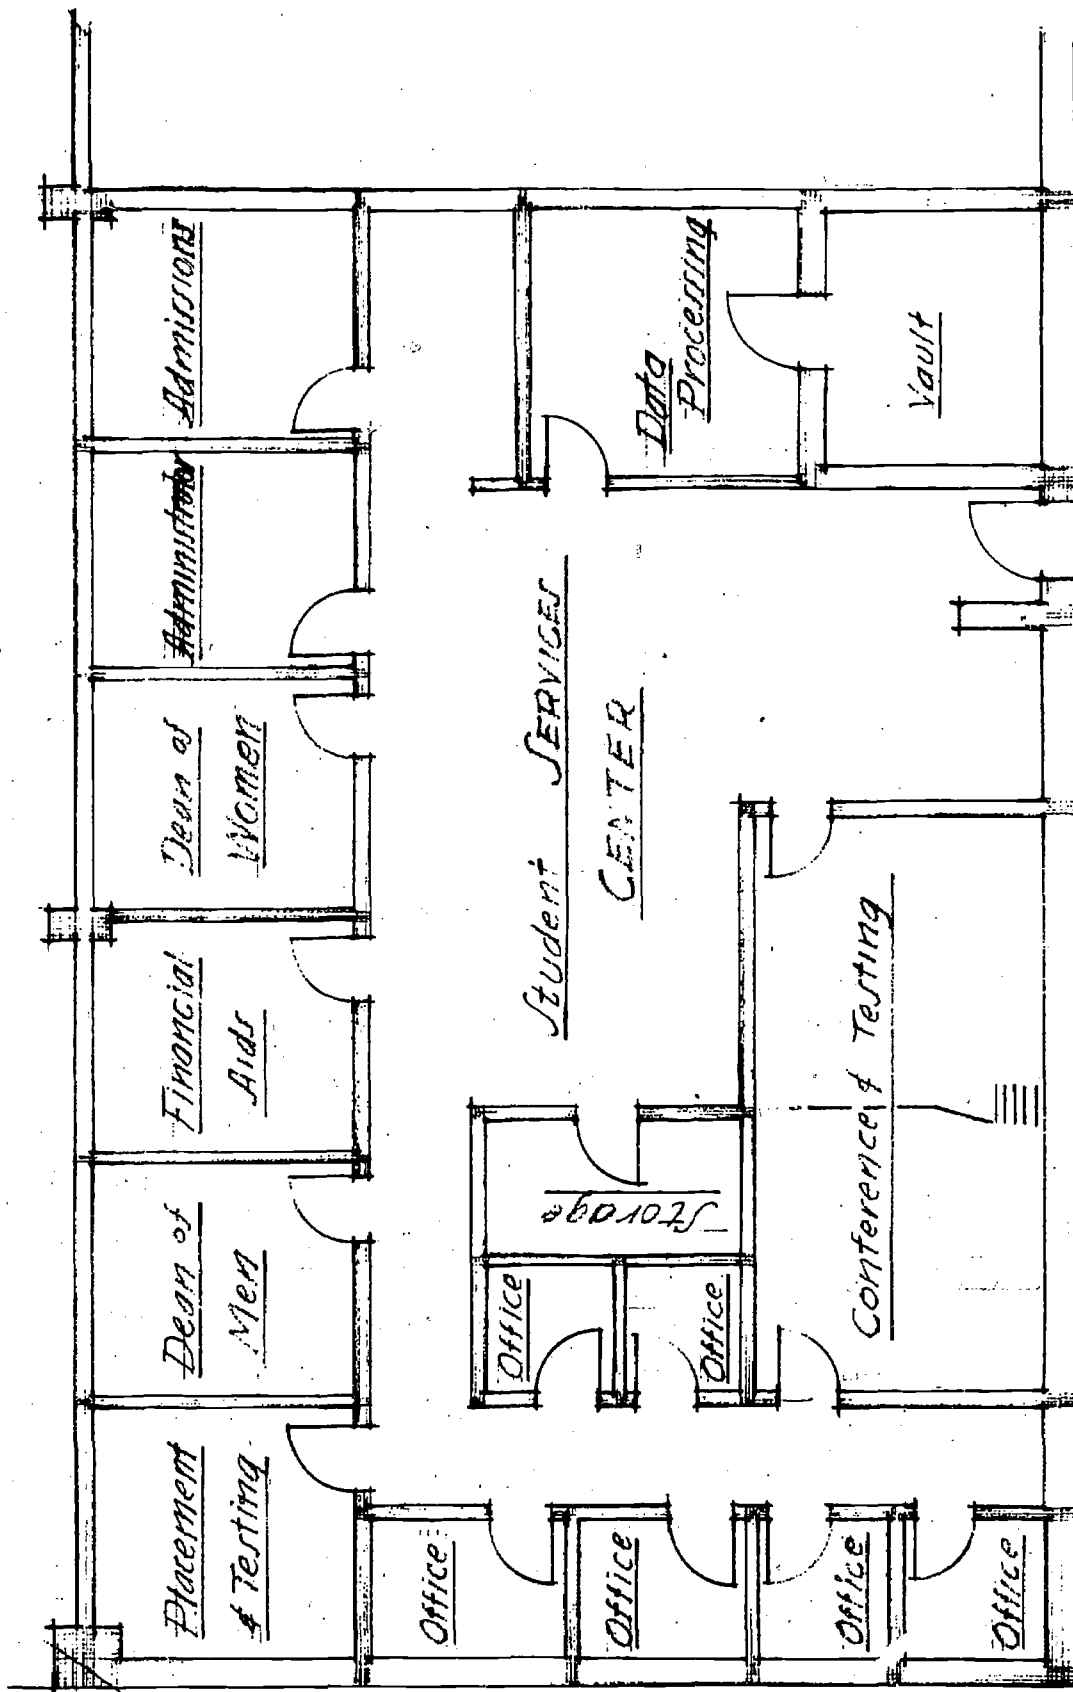 Placement
& Testing
Dean of
Men
Financial
Aids
Dean of
Women
Administrator
Admissions
Student SERVICES
CENTER
Storage
Office
Office
Data
Processing
Vault
Conference & Testing
Office
Office
Office
Office